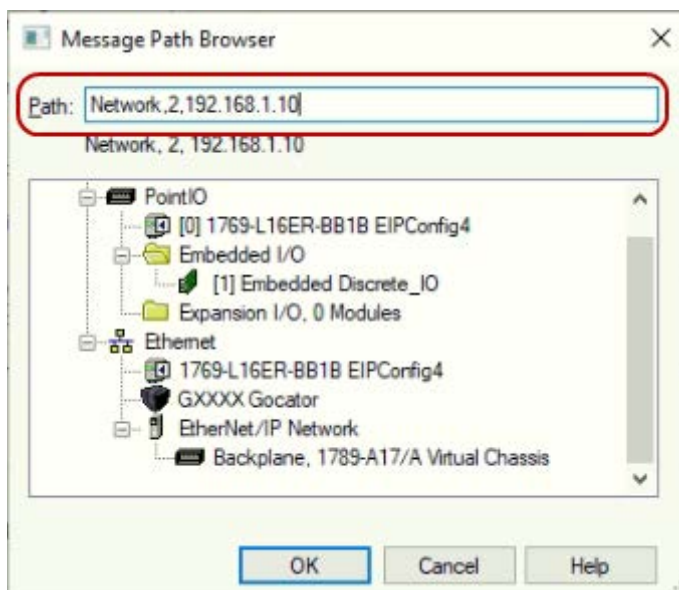 Message Path Browser
Path: Network,2,192.168.1.10
Network, 2, 192.168.1.10
PointIO
[0] 1769-L16ER-BB1B EIPConfig4
Embedded I/O
[1] Embedded Discrete_IO
Expansion I/O, 0 Modules
Ethernet
1769-L16ER-BB1B EIPConfig4
GXXXX Gocator
EtherNet/IP Network
Backplane, 1789-A17/A Virtual Chassis
OK Cancel Help